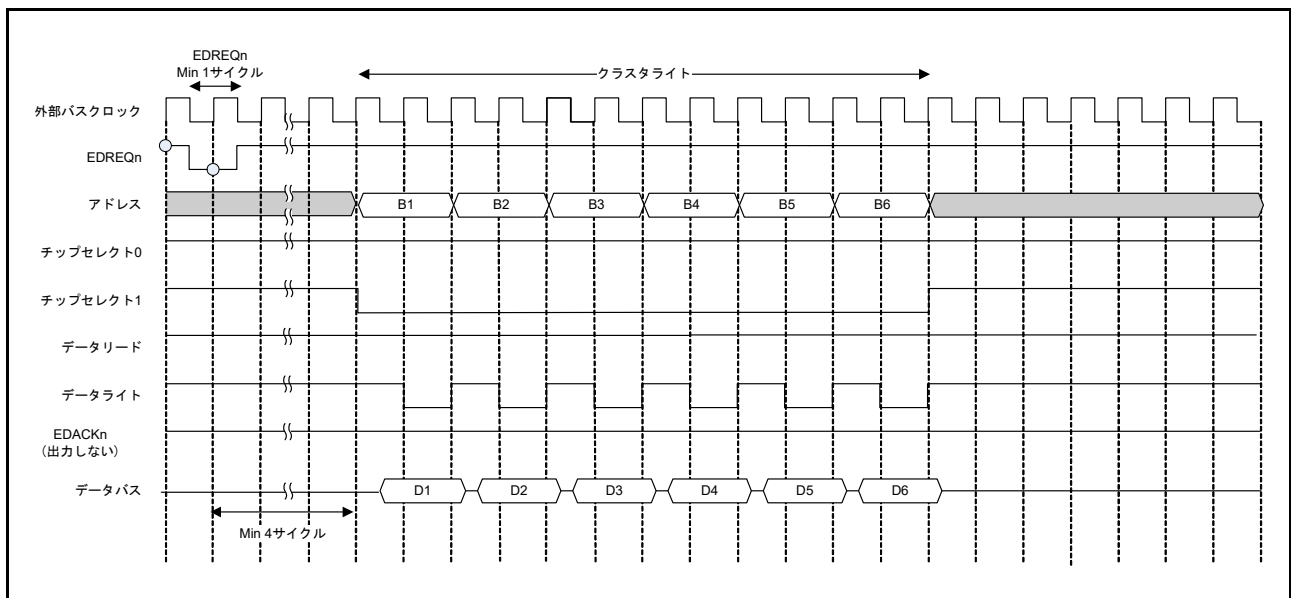 EDREQn
Min 1サイクル
クラスタライト
外部バスクロック
EDREQn
アドレス
B1
B2
B3
B4
B5
B6
チップセレクト0
チップセレクト1
データリード
データライト
EDACKn
(出力しない)
データバス
D1
D2
D3
D4
D5
D6
Min 4サイクル